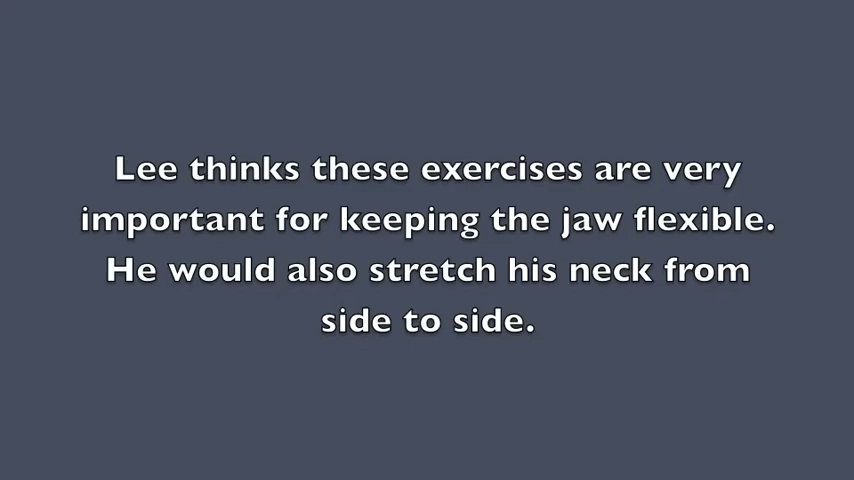 Lee thinks these exercises are very
important for keeping the jaw flexible.
He would also stretch his neck from
side to side.